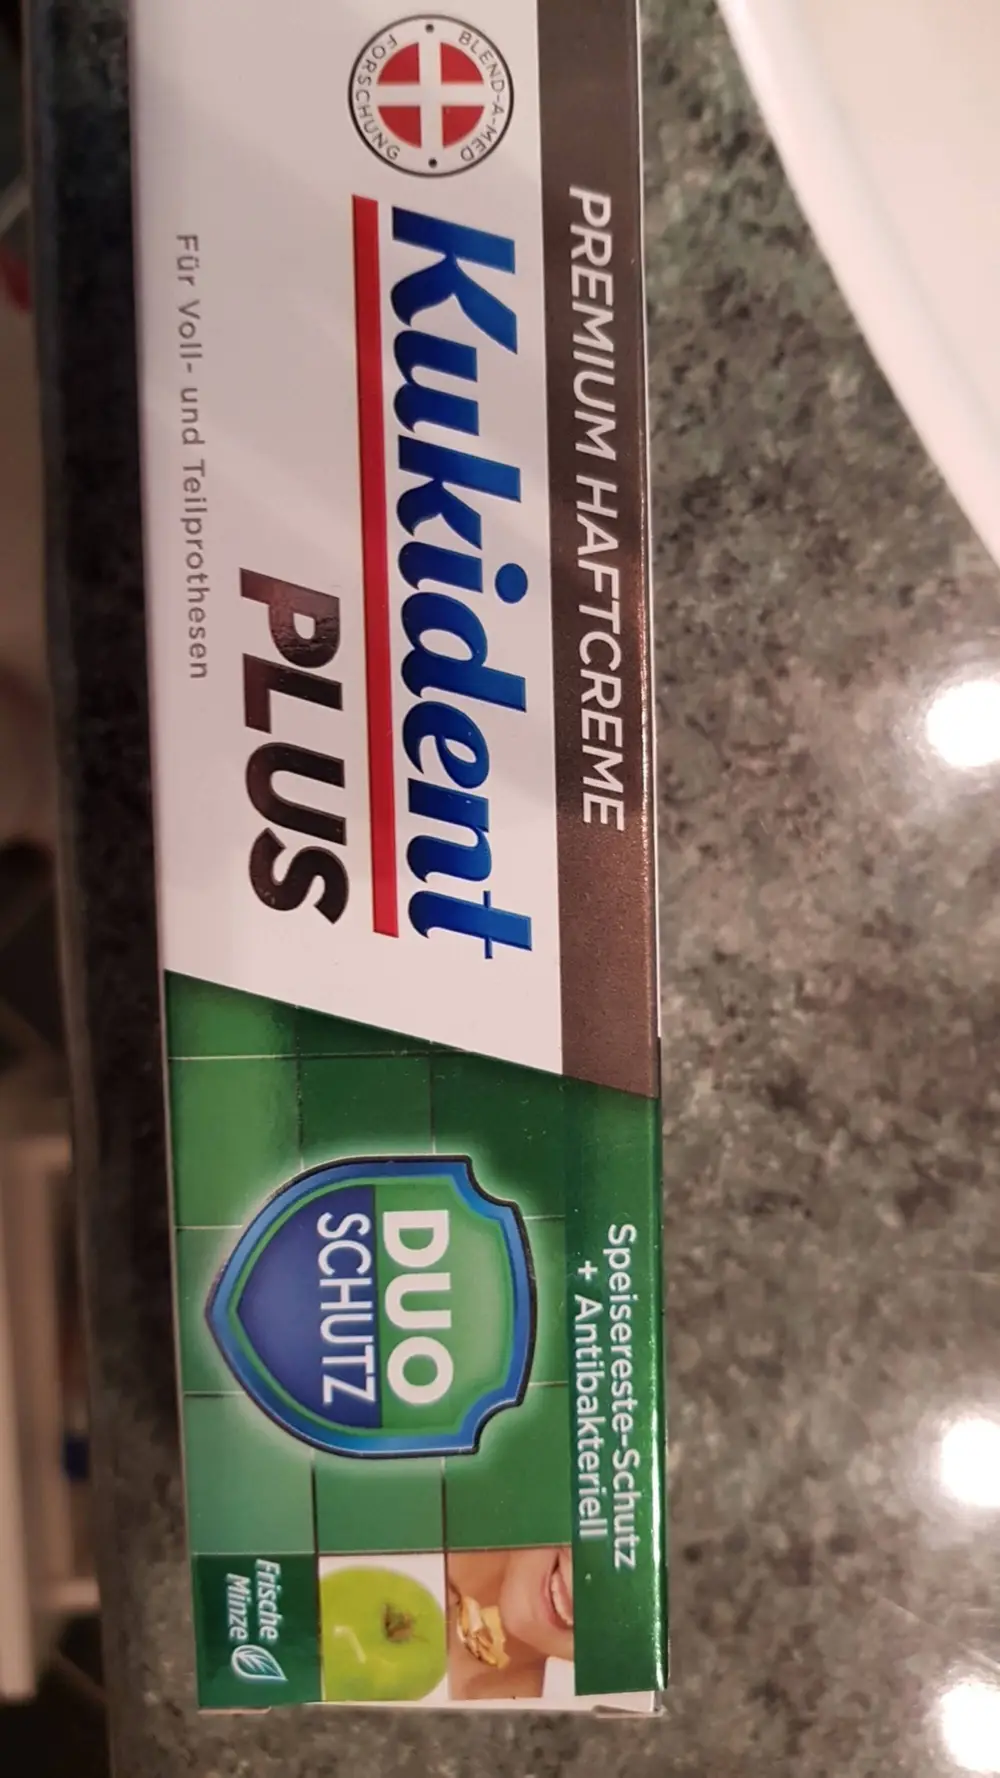 PREMIUM HAFTCREME
BLEND-A-MED
FORSCHUNG
Kukident
PLUS
Für Voll- und Teilprothesen
Speisereste-Schutz
+ Antibakteriell
DUO
SCHUTZ
Frische
Minze